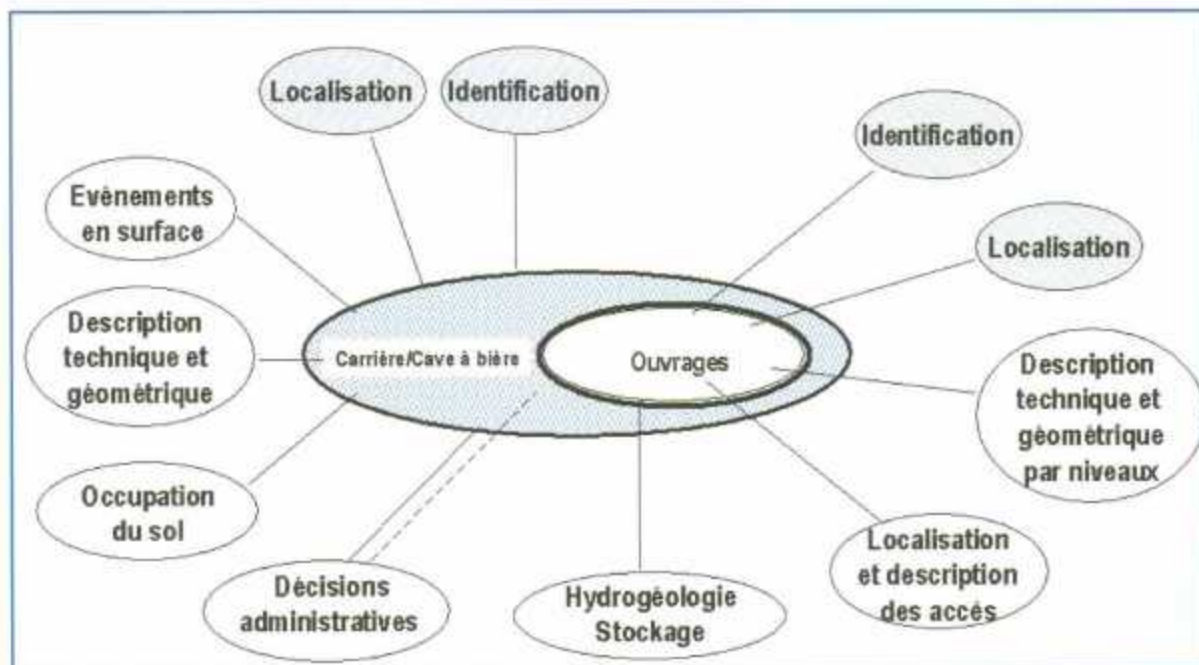 Localisation
Identification
Identification
Evènements
en surface
Localisation
Description
technique et
géométrique
Carrière/Cave à bière
Ouvrages
Description
technique et
géométrique
par niveaux
Occupation
du sol
Décisions
administratives
Hydrogéologie
Stockage
Localisation
et description
des accès